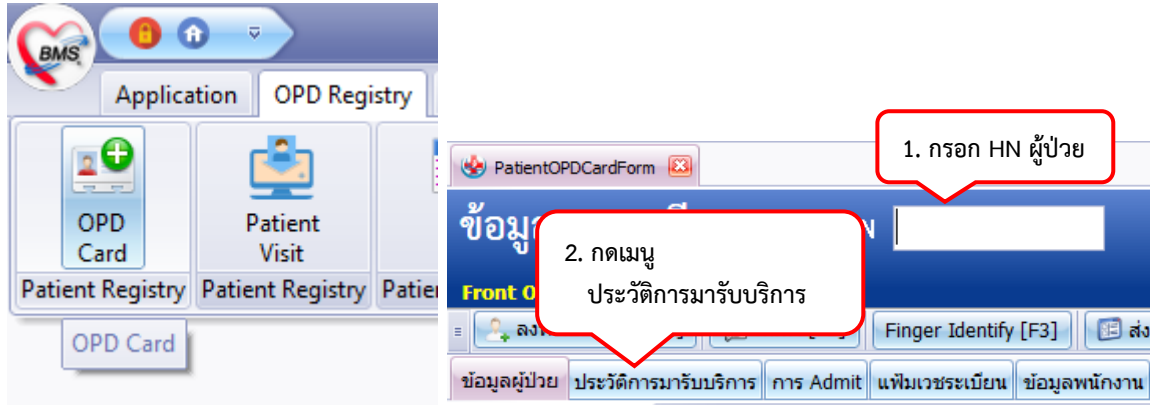 BMS
Application OPD Registry
OPD Card
Patient Visit
Patient Registry Patient Registry
OPD Card
PatientOPDCardForm
1. กรอก HN ผู้ป่วย
2. กดเมนู
ประวัติการมารับบริการ
Front
Finger Identify [F3]
ข้อมูลผู้ป่วย ประวัติการมารับบริการ การ Admit แฟ้มเวชระเบียน ข้อมูลพนักงาน